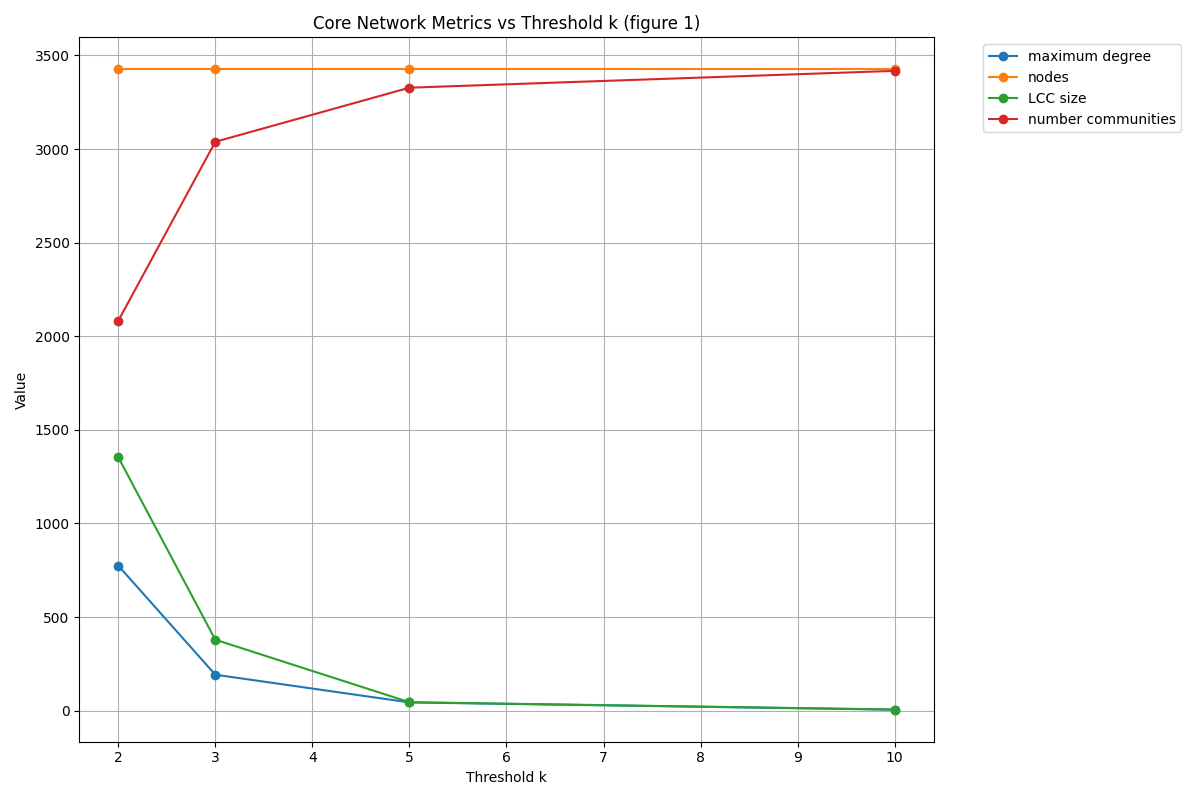 Core Network Metrics vs Threshold k (figure 1)
maximum degree
nodes
LCC size
number communities
3500
3000
2500
2000
1500
1000
500
0
Value
2 3 4 5 6 7 8 9 10
Threshold k